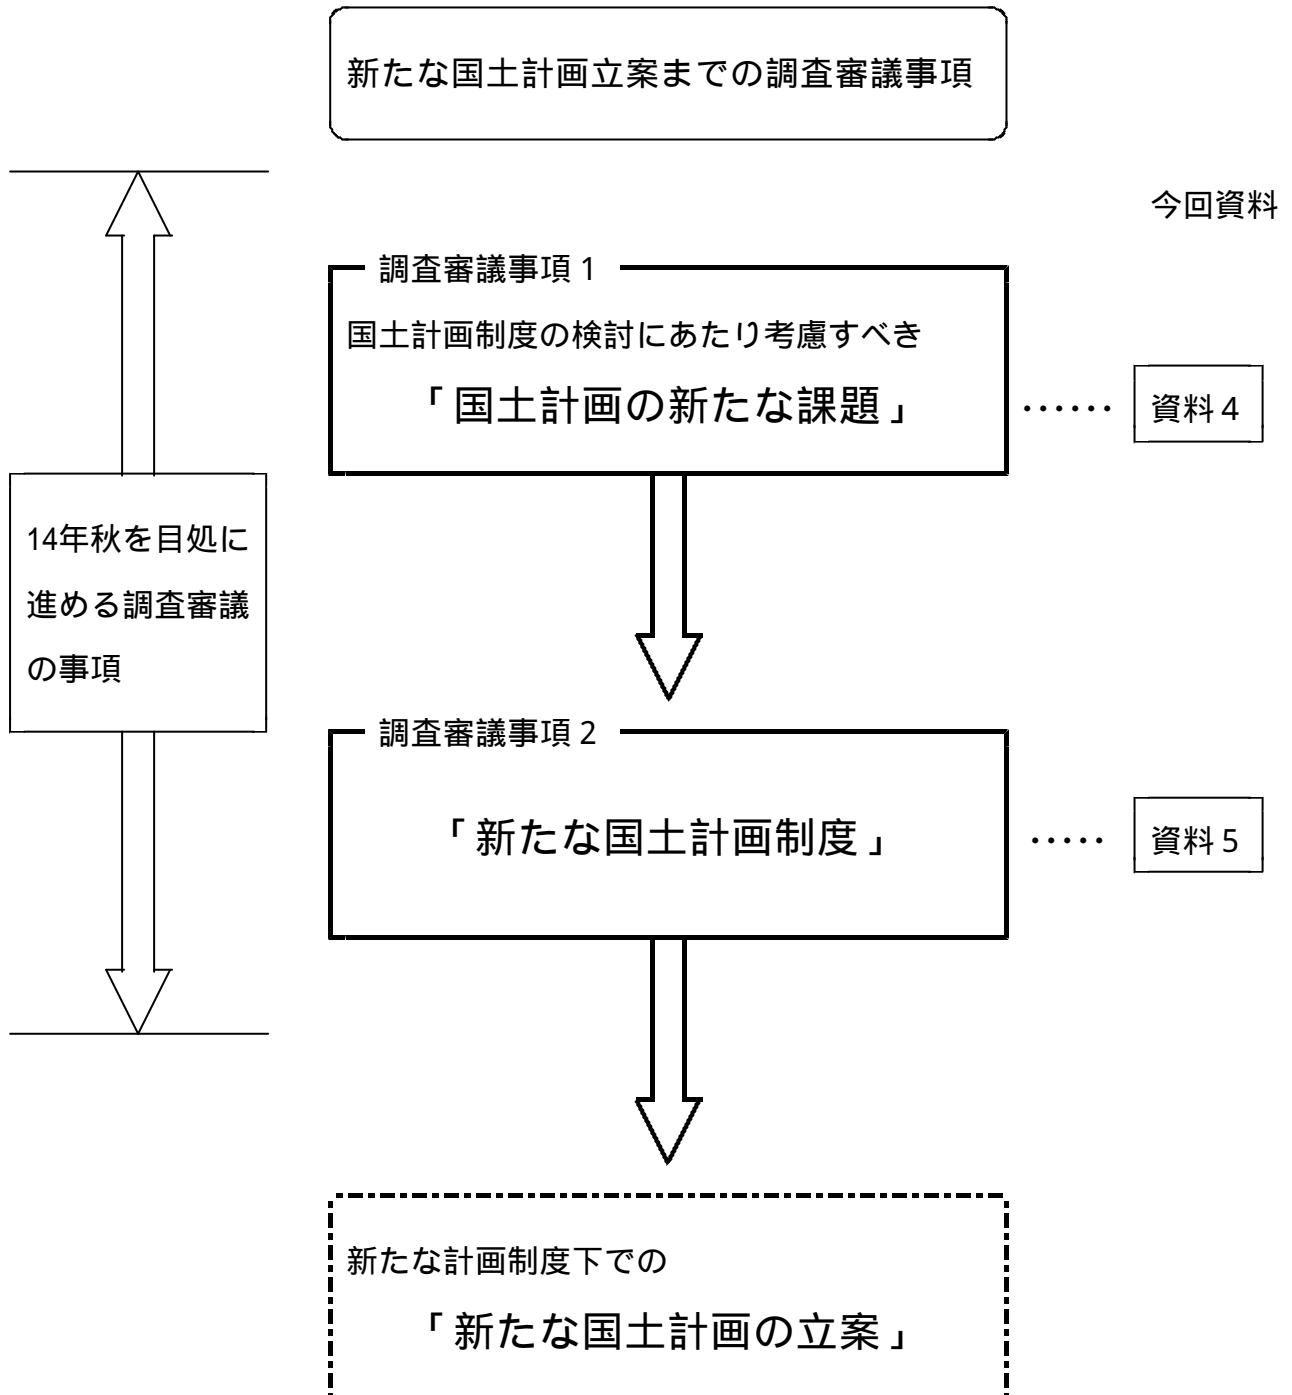 新たな国土計画立案までの調査審議事項
今回資料
調査審議事項1
国土計画制度の検討にあたり考慮すべき
「国土計画の新たな課題」
……
資料4
14年秋を目処に
進める調査審議
の事項
調査審議事項2
「新たな国土計画制度」
‥‥‥
資料5
新たな計画制度下での
「新たな国土計画の立案」